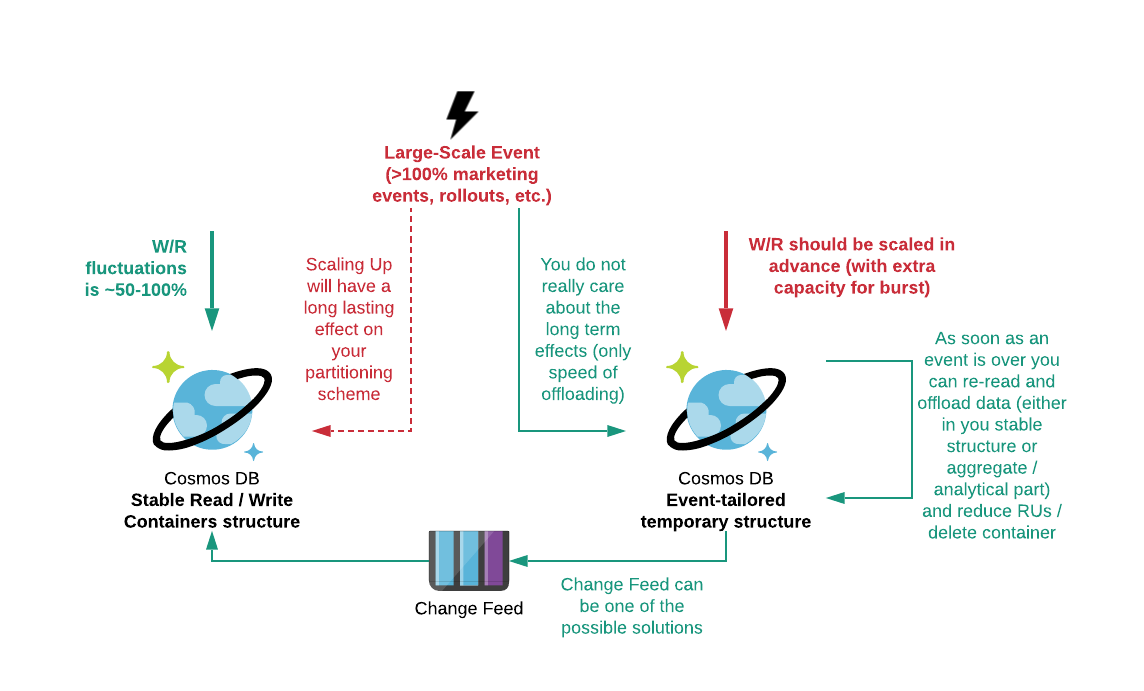 Large-Scale Event
(>100% marketing
events, rollouts, etc.)
W/R
fluctuations
is ~50-100%
Scaling Up
will have a
long lasting
effect on
your
partitioning
scheme
You do not
really care
about the
long term
effects (only
speed of
offloading)
W/R should be scaled in
advance (with extra
capacity for burst)
As soon as an
event is over you
can re-read and
offload data (either
in you stable
structure or
aggregate /
analytical part)
and reduce RUs /
delete container
Cosmos DB
Stable Read / Write
Containers structure
Cosmos DB
Event-tailored
temporary structure
Change Feed
Change Feed can
be one of the
possible solutions